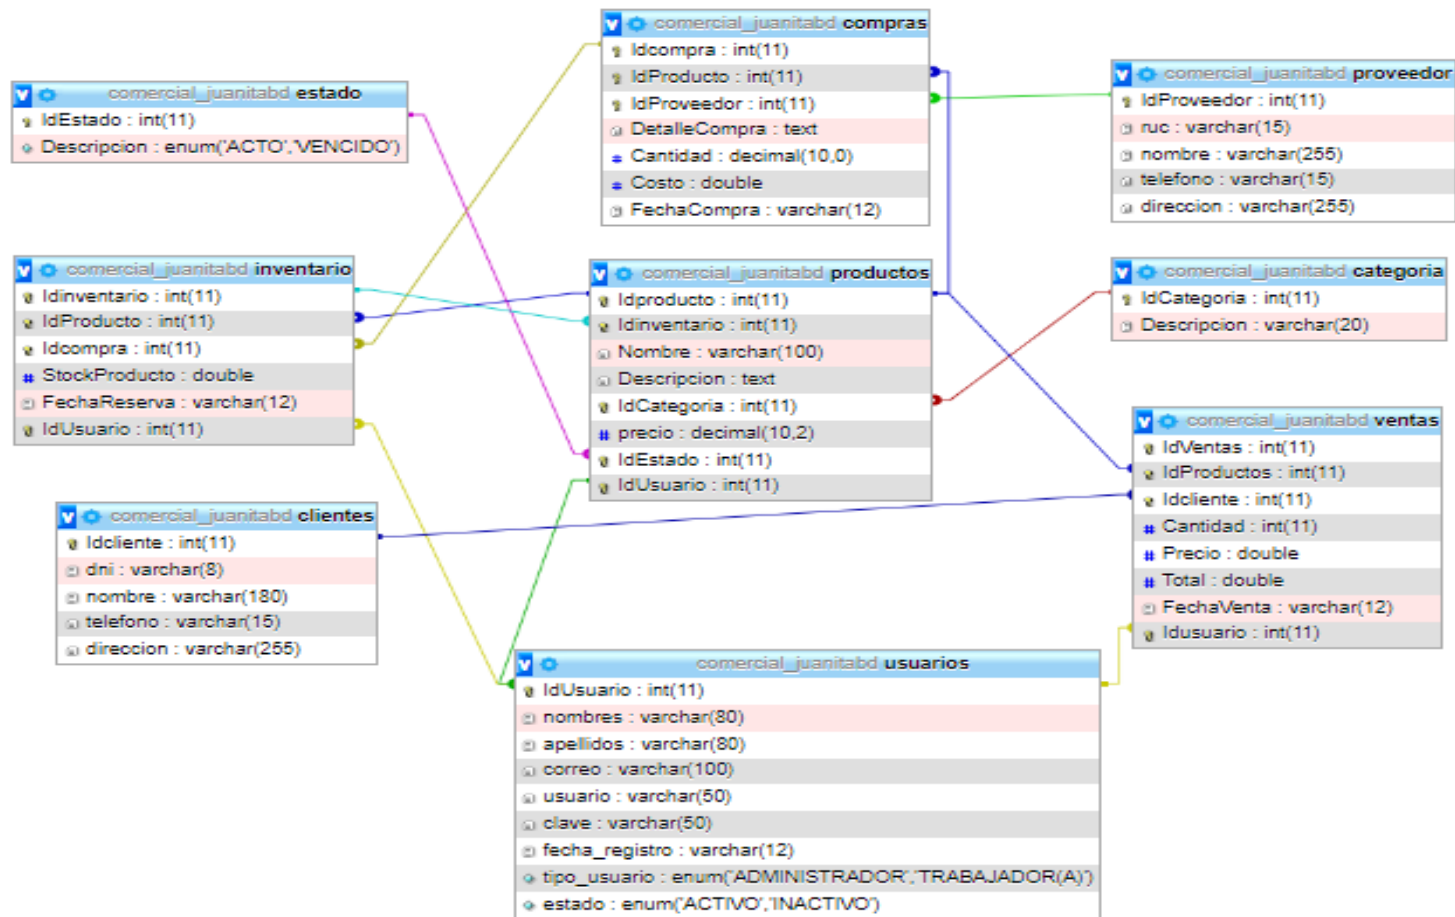 comercial_juanitabd compras
Idcompra : int(11)
IdProducto : int(11)
IdProveedor : int(11)
DetalleCompra : text
Cantidad : decimal(10,0)
Costo : double
FechaCompra : varchar(12)
comercial_juanitabd proveedor
IdProveedor : int(11)
ruc : varchar(15)
nombre : varchar(255)
telefono : varchar(15)
direccion : varchar(255)
comercial_juanitabd estado
IdEstado : int(11)
Descripcion : enum('ACTO','VENCIDO')
comercial_juanitabd inventario
Idinventario : int(11)
IdProducto : int(11)
Idcompra : int(11)
StockProducto : double
FechaReserva : varchar(12)
IdUsuario : int(11)
comercial_juanitabd productos
Idproducto : int(11)
Idinventario : int(11)
Nombre : varchar(100)
Descripcion : text
IdCategoria : int(11)
precio : decimal(10,2)
IdEstado : int(11)
IdUsuario : int(11)
comercial_juanitabd categoria
IdCategoria : int(11)
Descripcion : varchar(20)
comercial_juanitabd ventas
IdVentas : int(11)
IdProductos : int(11)
Idcliente : int(11)
Cantidad : int(11)
Precio : double
Total : double
FechaVenta : varchar(12)
Idusuario : int(11)
comercial_juanitabd clientes
Idcliente : int(11)
dni : varchar(8)
nombre : varchar(180)
telefono : varchar(15)
direccion : varchar(255)
comercial_juanitabd usuarios
IdUsuario : int(11)
nombres : varchar(80)
apellidos : varchar(80)
correo : varchar(100)
usuario : varchar(50)
clave : varchar(50)
fecha_registro : varchar(12)
tipo_usuario : enum('ADMINISTRADOR','TRABAJADOR(A)')
estado : enum('ACTIVO','INACTIVO')